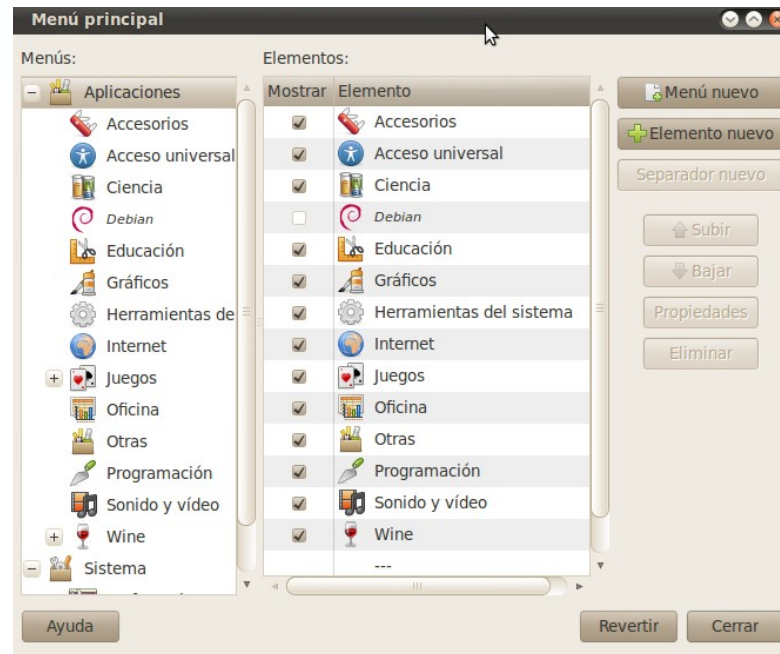 Menú principal
Menús:
Aplicaciones
Accesorios
Acceso universal
Ciencia
Debian
Educación
Gráficos
Herramientas de
Internet
Juegos
Oficina
Otras
Programación
Sonido y vídeo
Wine
Sistema
Elementos:
Mostrar Elemento
Accesorios
Acceso universal
Ciencia
Debian
Educación
Gráficos
Herramientas del sistema
Internet
Juegos
Oficina
Otras
Programación
Sonido y vídeo
Wine
---
Menú nuevo
Elemento nuevo
Separador nuevo
Subir
Bajar
Propiedades
Eliminar
Ayuda
Revertir
Cerrar